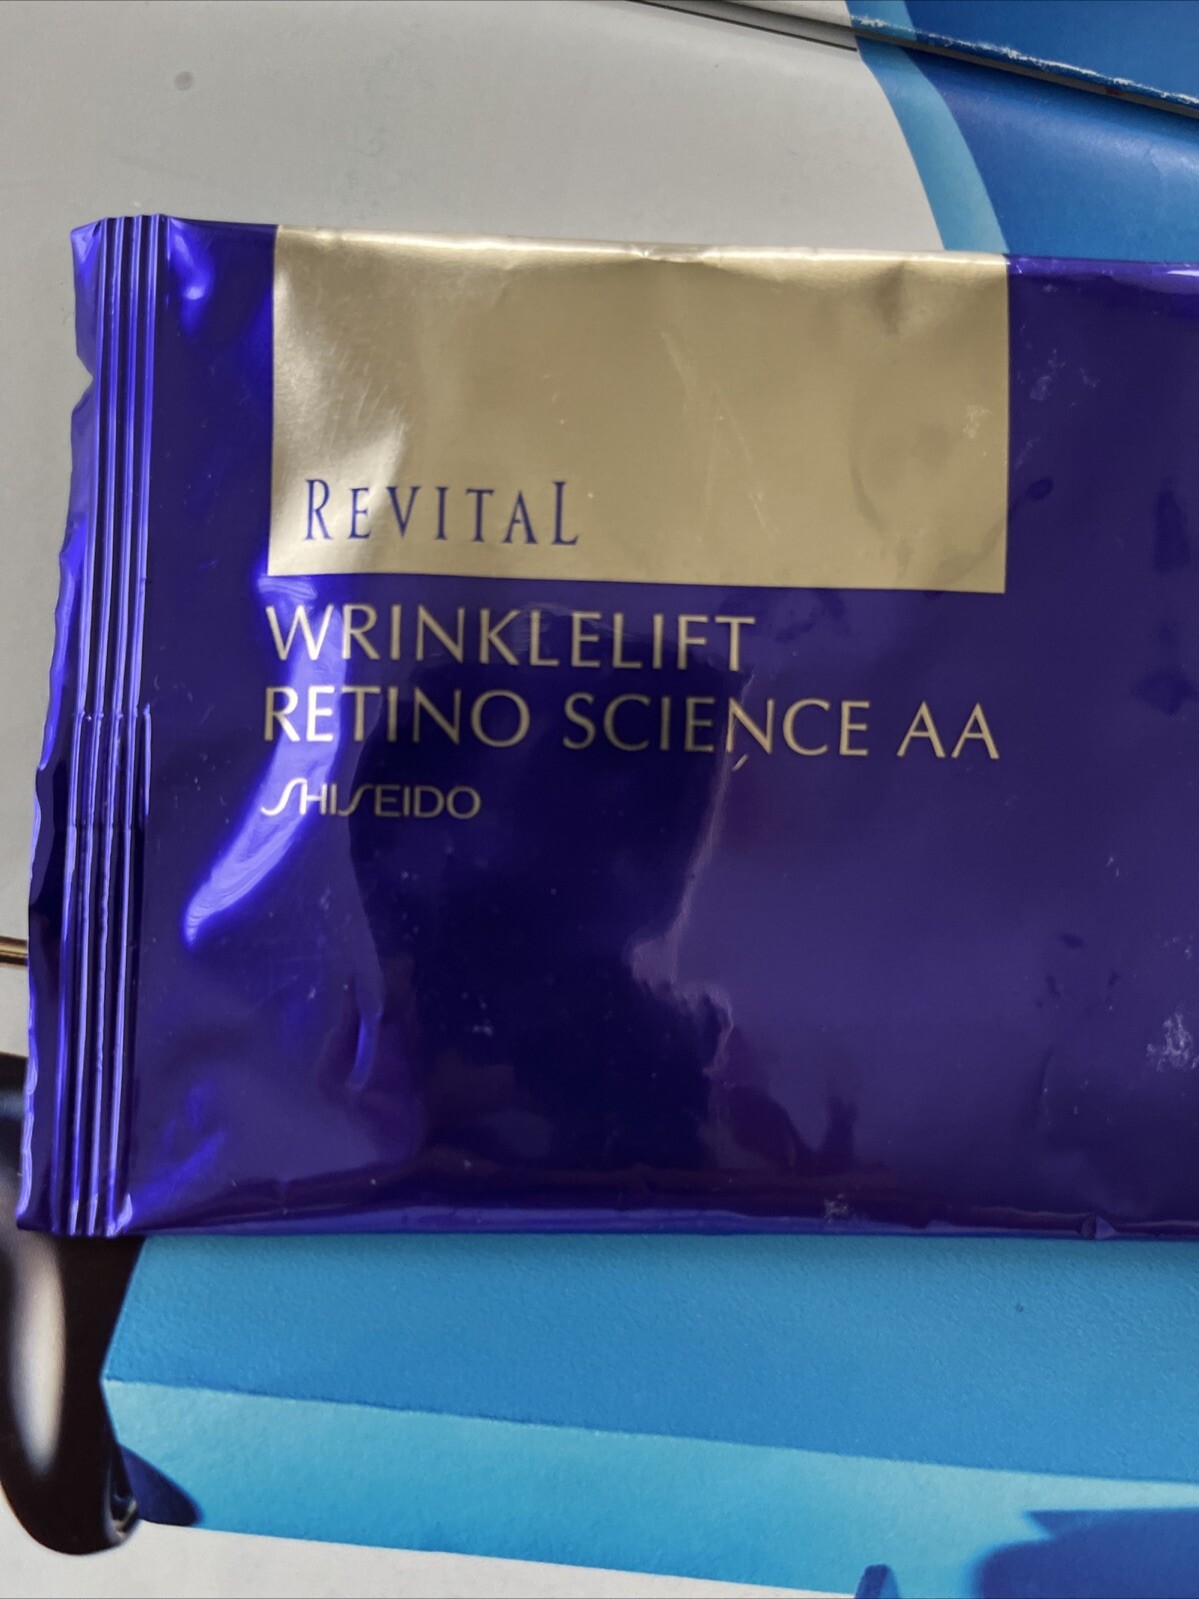 REVITAL
WRINKLELIFT
RETINO SCIENCE AA
SHISEIDO